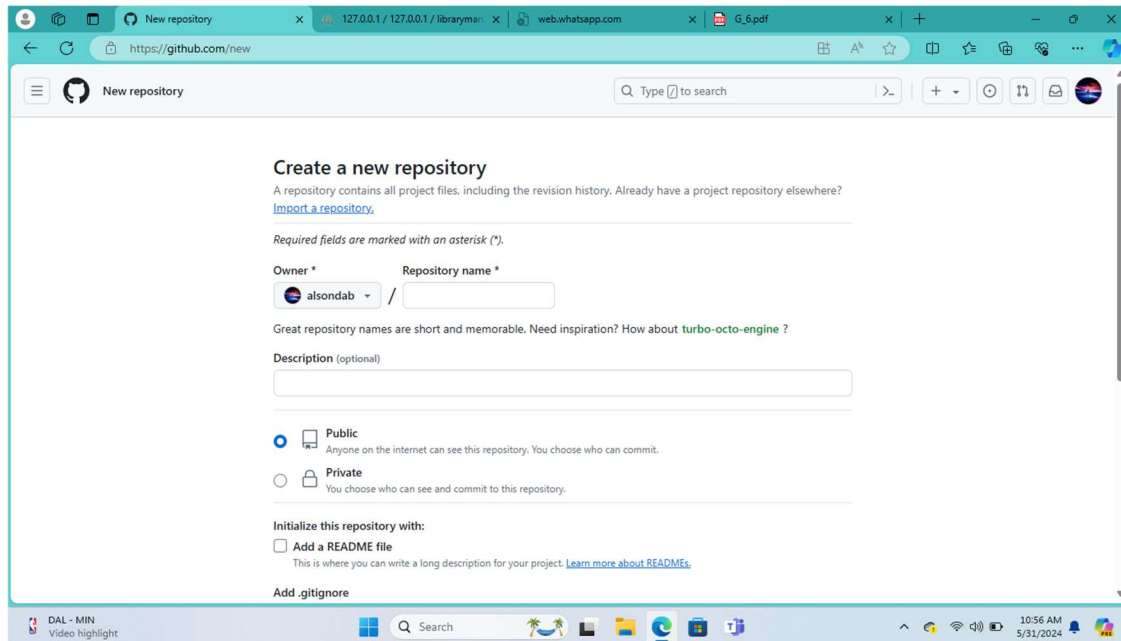 New repository
127.0.0.1 / 127.0.0.1 / libraryman
web.whatsapp.com
G_6.pdf
https://github.com/new
New repository
Type / to search
Create a new repository
A repository contains all project files, including the revision history. Already have a project repository elsewhere?
Import a repository.
Required fields are marked with an asterisk (*).
Owner * Repository name *
alsondab /
Great repository names are short and memorable. Need inspiration? How about turbo-octo-engine ?
Description (optional)
Public
Anyone on the internet can see this repository. You choose who can commit.
Private
You choose who can see and commit to this repository.
Initialize this repository with:
Add a README file
This is where you can write a long description for your project. Learn more about READMEs.
Add .gitignore
DAL - MIN
Video highlight
Search
10:56 AM
5/31/2024
PRE